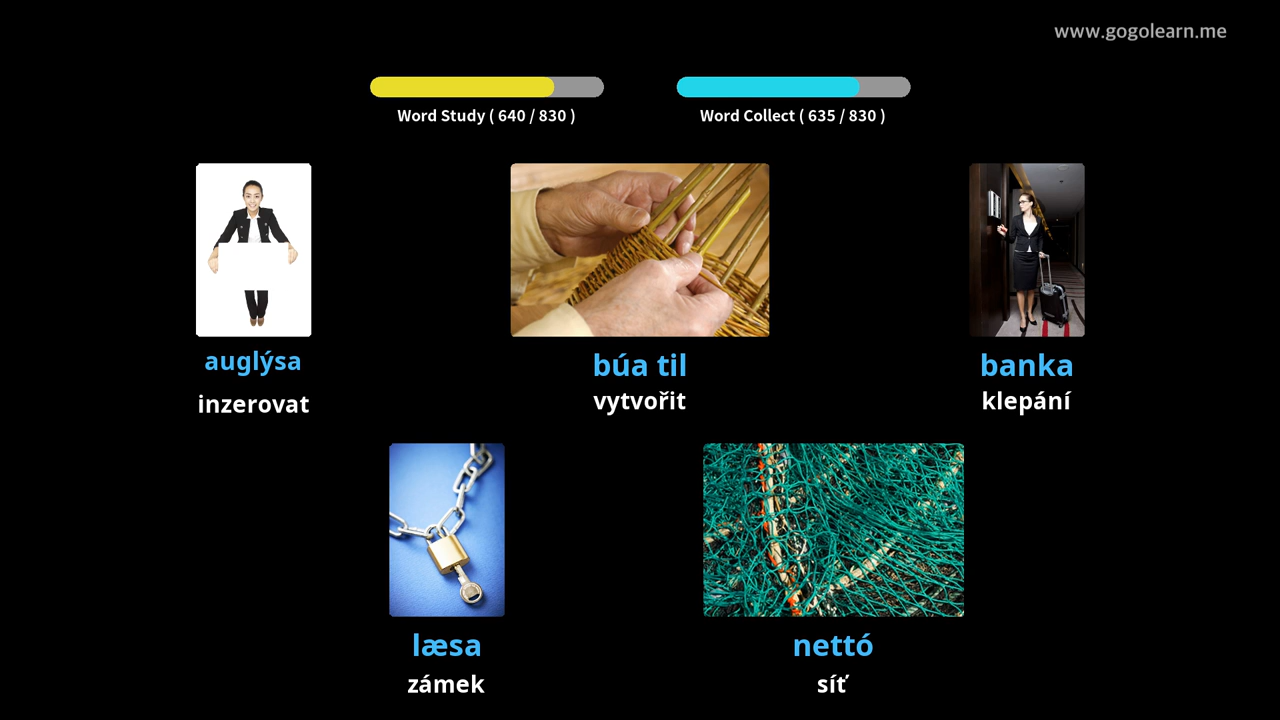 www.gogolearn.me
Word Study ( 640 / 830 )
Word Collect ( 635 / 830 )
auglýsa
inzerovat
búa til
vytvořit
banka
klepání
læsa
zámek
nettó
síť